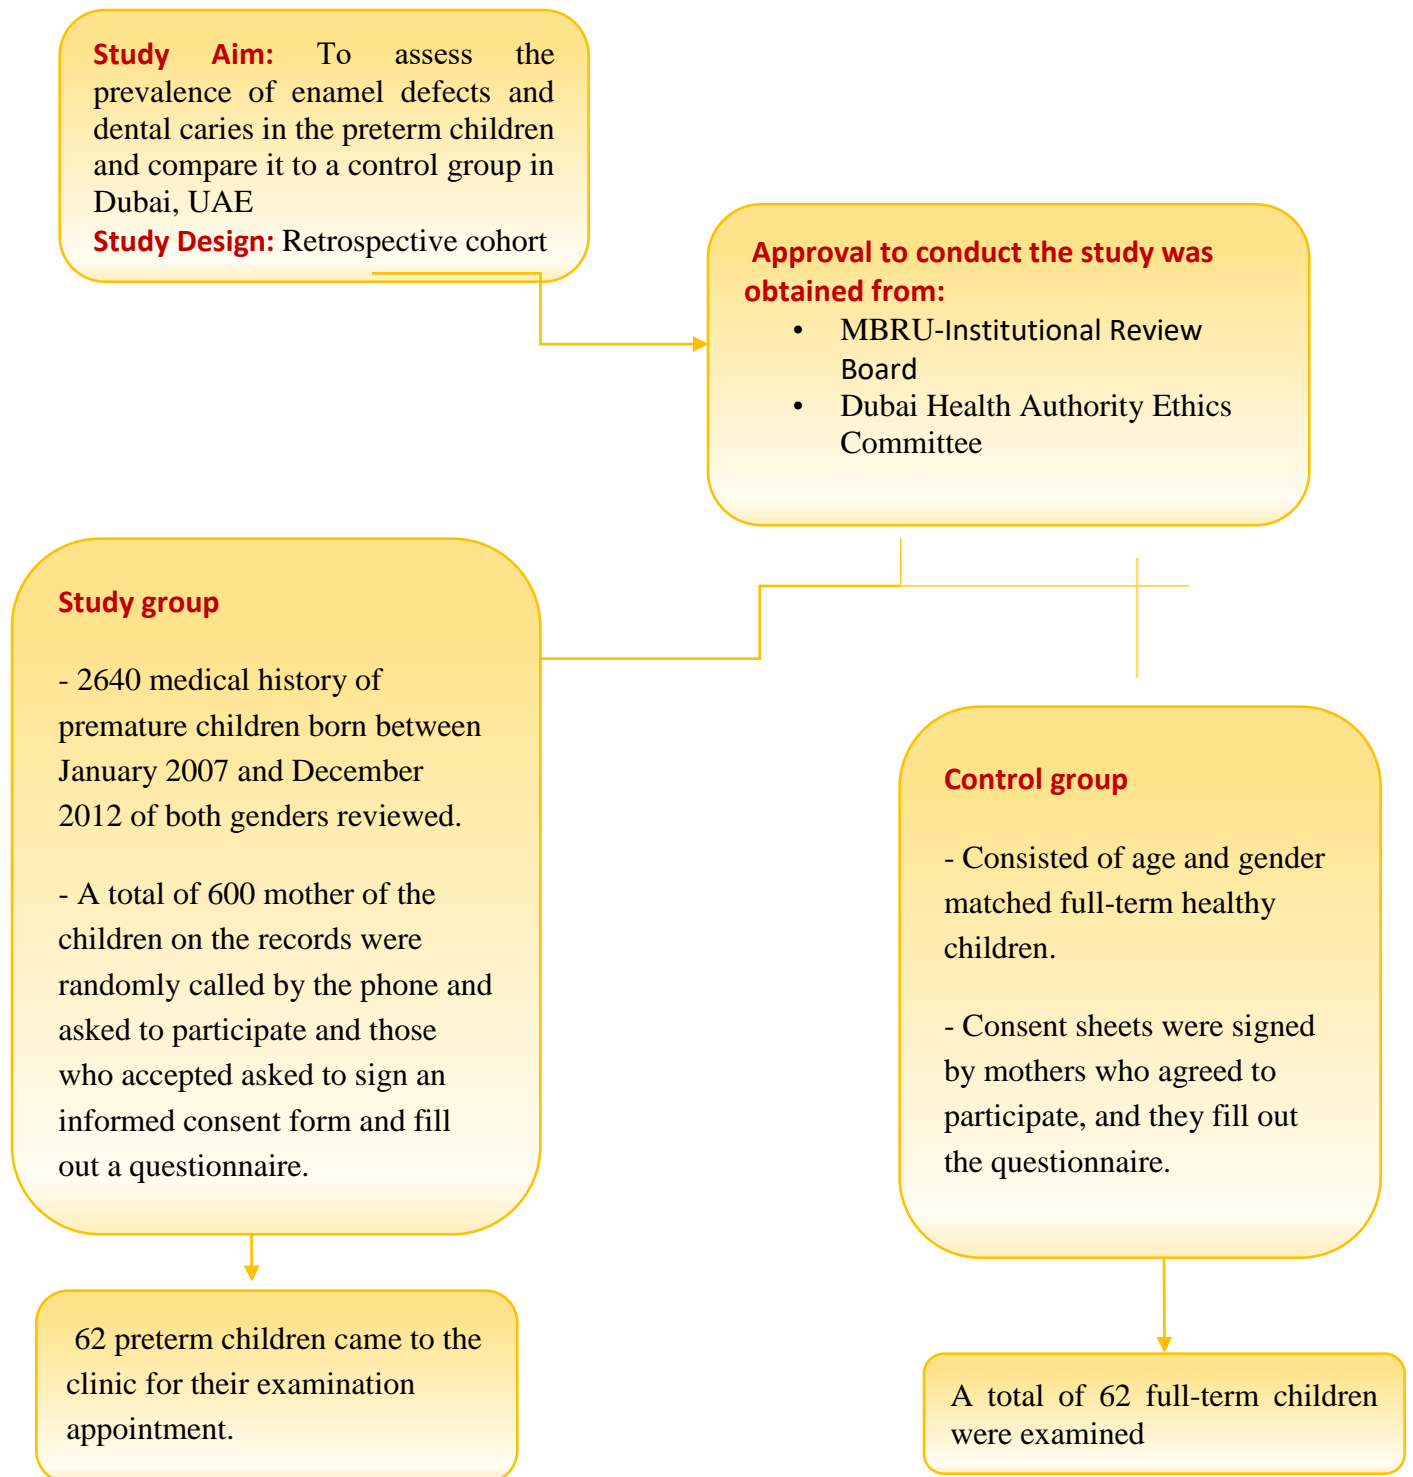 Study Aim: To assess the
prevalence of enamel defects and
dental caries in the preterm children
and compare it to a control group in
Dubai, UAE
Study Design: Retrospective cohort
Approval to conduct the study was
obtained from:
• MBRU-Institutional Review
Board
• Dubai Health Authority Ethics
Committee
Study group
- 2640 medical history of
premature children born between
January 2007 and December
2012 of both genders reviewed.
- A total of 600 mother of the
children on the records were
randomly called by the phone and
asked to participate and those
who accepted asked to sign an
informed consent form and fill
out a questionnaire.
Control group
- Consisted of age and gender
matched full-term healthy
children.
- Consent sheets were signed
by mothers who agreed to
participate, and they fill out
the questionnaire.
62 preterm children came to the
clinic for their examination
appointment.
A total of 62 full-term children
were examined